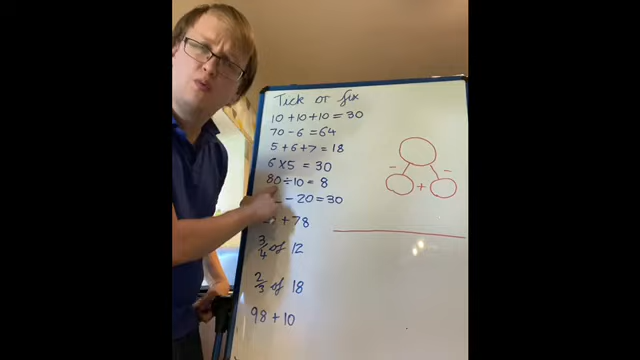 Tick or fix
10 + 10 + 10 = 30
70 - 6 = 64
5 + 6 + 7 = 18
6 × 5 = 30
80 ÷ 10 = 8
- 20 = 30
+ 78
3/4 of 12
2/3 of 18
98 + 10
- -
+